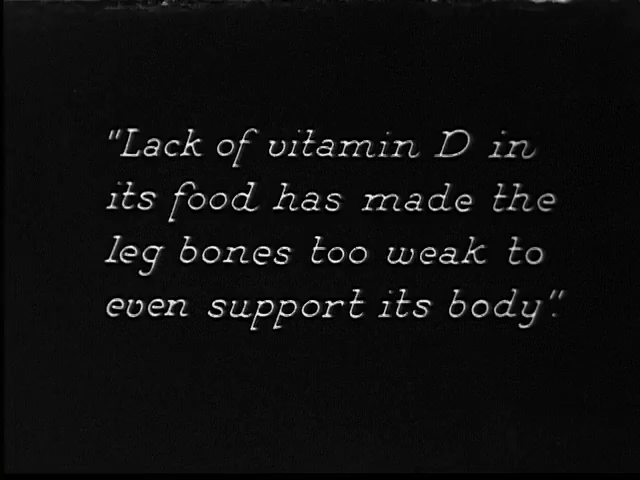 "Lack of vitamin D in
its food has made the
leg bones too weak to
even support its body".